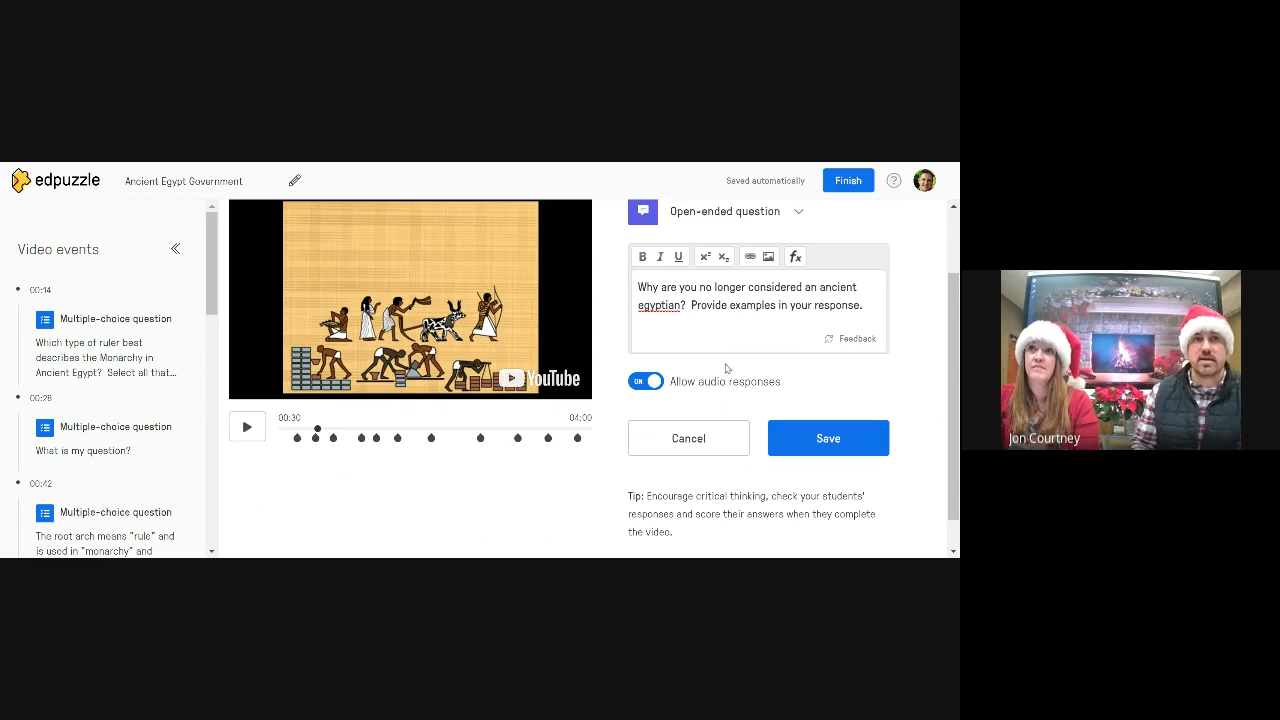 edpuzzle
Ancient Egypt Government
Saved automatically
Finish
?
Video events
00:14
Multiple-choice question
Which type of ruler best
describes the Monarchy in
Ancient Egypt? Select all that...
00:28
Multiple-choice question
What is my question?
00:42
Multiple-choice question
The root arch means "rule" and
is used in "monarchy" and
YouTube
00:30
04:00
Open-ended question
B I U x² x₂ fx
Why are you no longer considered an ancient
egyptian? Provide examples in your response.
Feedback
ON
Allow audio responses
Cancel
Save
Tip: Encourage critical thinking, check your students'
responses and score their answers when they complete
the video.
Jon Courtney